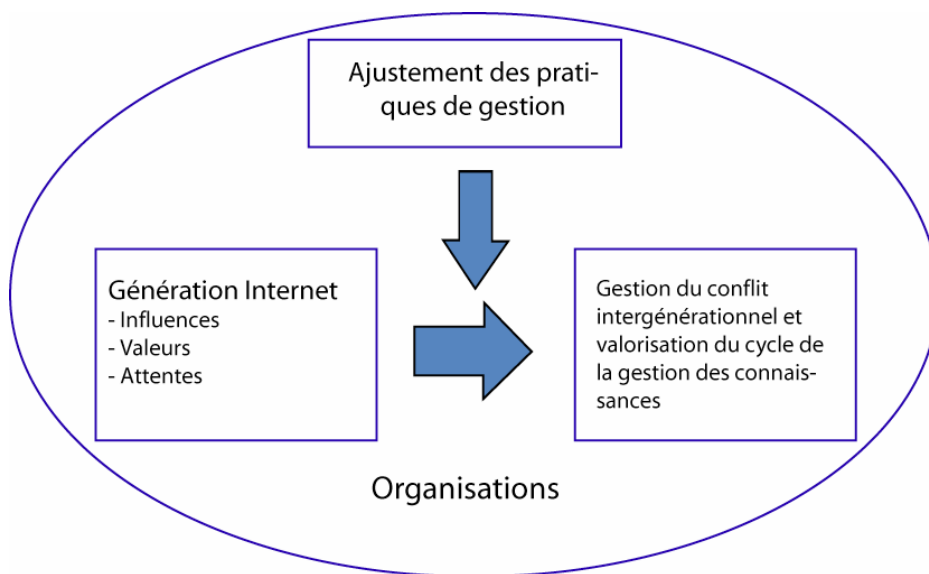 Ajustement des prati-
ques de gestion
Génération Internet
- Influences
- Valeurs
- Attentes
Gestion du conflit
intergénérationnel et
valorisation du cycle de
la gestion des connais-
sances
Organisations